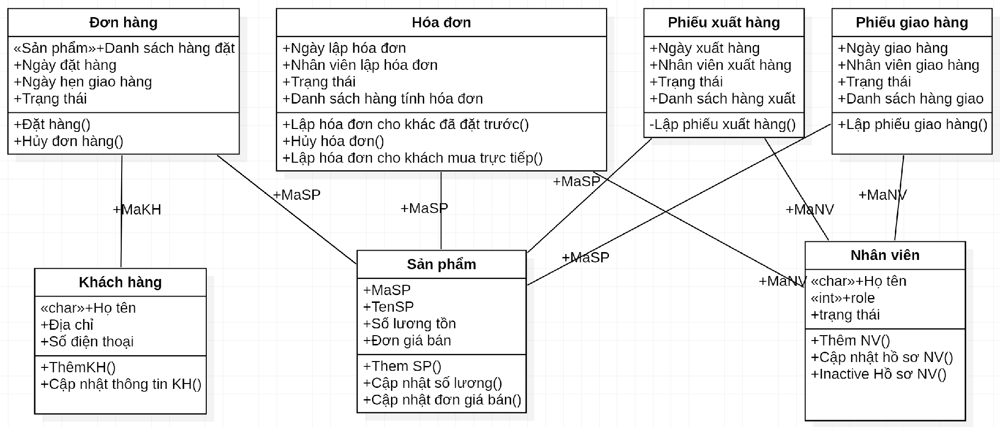 Đơn hàng
«Sản phẩm»+Danh sách hàng đặt
+Ngày đặt hàng
+Ngày hẹn giao hàng
+Trạng thái
+Đặt hàng()
+Hủy đơn hàng()
Hóa đơn
+Ngày lập hóa đơn
+Nhân viên lập hóa đơn
+Trạng thái
+Danh sách hàng tính hóa đơn
+Lập hóa đơn cho khác đã đặt trước()
+Hủy hóa đơn()
+Lập hóa đơn cho khách mua trực tiếp()
Phiếu xuất hàng
+Ngày xuất hàng
+Nhân viên xuất hàng
+Trạng thái
+Danh sách hàng xuất
-Lập phiếu xuất hàng()
Phiếu giao hàng
+Ngày giao hàng
+Nhân viên giao hàng
+Trạng thái
+Danh sách hàng giao
+Lập phiếu giao hàng()
+MaKH
+MaSP
+MaSP
+MaSP
+MaSP
+MaNV
+MaNV
+MaNV
Khách hàng
«char»+Họ tên
+Địa chỉ
+Số điện thoại
+ThêmKH()
+Cập nhật thông tin KH()
Sản phẩm
+MaSP
+TenSP
+Số lương tồn
+Đơn giá bán
+Them SP()
+Cập nhật số lương()
+Cập nhật đơn giá bán()
Nhân viên
«char»+Họ tên
«int»+role
+trạng thái
+Thêm NV()
+Cập nhật hồ sơ NV()
+Inactive Hồ sơ NV()